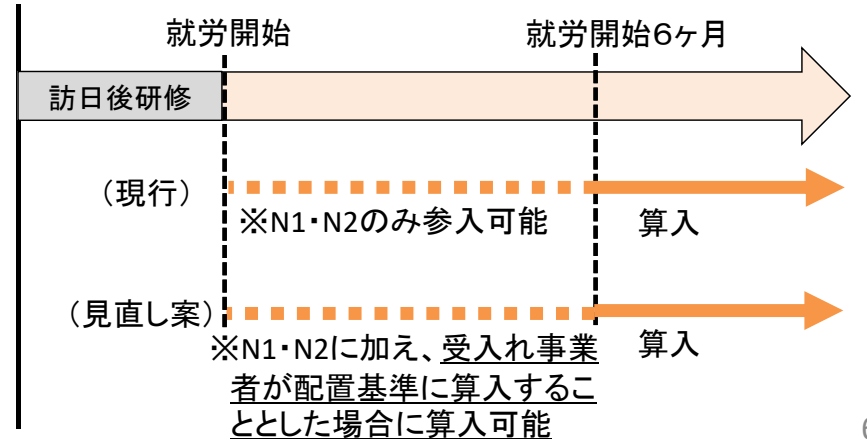 就労開始
就労開始6ヶ月
訪日後研修
（現行）
※N1・N2のみ参入可能
算入
（見直し案）
※N1・N2に加え、受入れ事業
者が配置基準に算入するこ
ととした場合に算入可能
算入